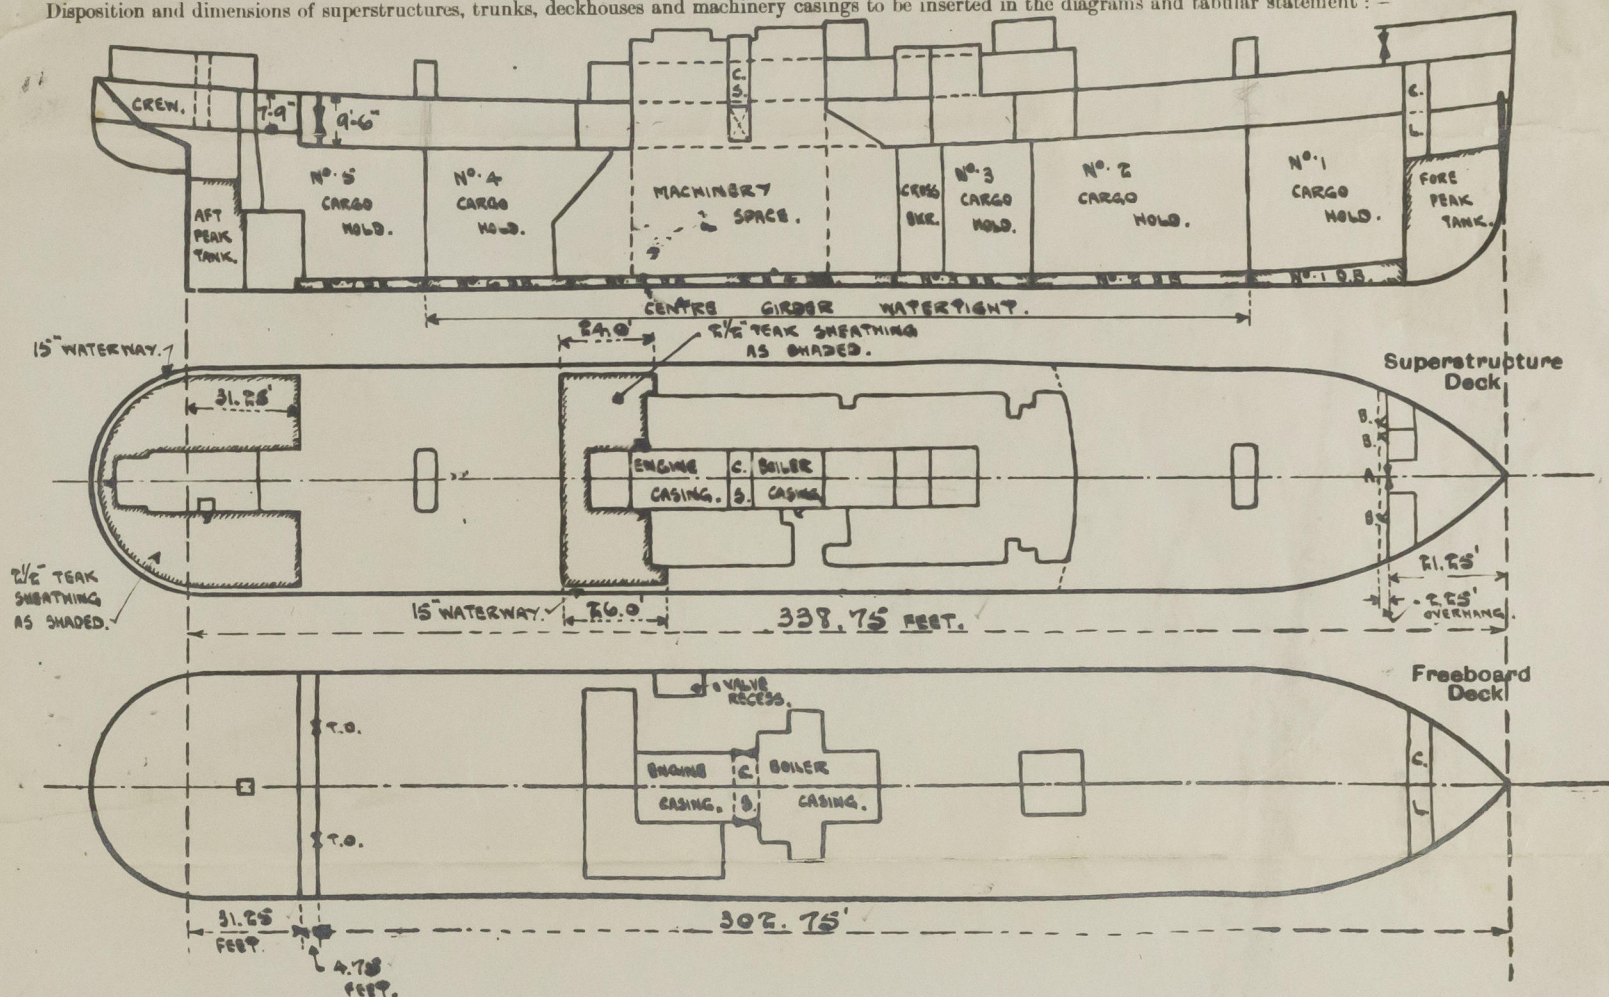 Disposition and dimensions of superstructures, trunks, deckhouses and machinery casings to be inserted in the diagrams and tabular statement : –
CREW.
7'-9"
9'-6"
C.
S.
C.
L.
Nº. 5
CARGO
HOLD.
Nº. 4
CARGO
HOLD.
MACHINERY
SPACE.
CROSS
BKR.
Nº. 3
CARGO
HOLD.
Nº. 2
CARGO
HOLD.
Nº. 1
CARGO
HOLD.
FORE
PEAK
TANK.
AFT
PEAK
TANK.
Nº. 1 D.B.
CENTRE GIRDER WATERTIGHT.
24.0'
2½" TEAK SHEATHING
AS SHADED.
15" WATERWAY.
Superstructure
Deck
31.25'
B.
B.
A.
B.
ENGINE
CASING.
C.
S.
BOILER
CASING
2½" TEAK
SHEATHING
AS SHADED.
15" WATERWAY.
26.0'
338.75 FEET.
21.25'
2.25'
OVERHANG.
Freeboard
Deck
VALVE
RECESS.
T.O.
ENGINE
CASING.
C.
S.
BOILER
CASING.
C.
L
T.O.
31.25
FEET.
302.75'
4.75
FEET.